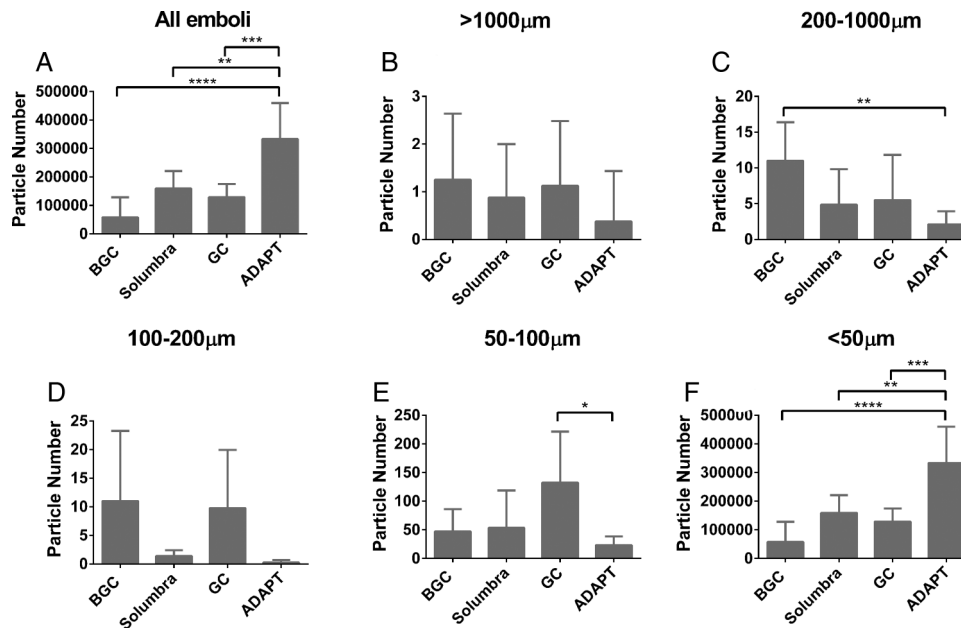 All emboli
>1000μm
200-1000μm
A
B
C
***
**
****
**
Particle Number
500000
400000
300000
200000
100000
0
BGC
Solumbra
GC
ADAPT
Particle Number
3
2
1
0
BGC
Solumbra
GC
ADAPT
Particle Number
20
15
10
5
0
BGC
Solumbra
GC
ADAPT
100-200μm
50-100μm
<50μm
D
E
F
*
***
**
****
Particle Number
25
20
15
10
5
0
BGC
Solumbra
GC
ADAPT
Particle Number
250
200
150
100
50
0
BGC
Solumbra
GC
ADAPT
Particle Number
500000
400000
300000
200000
100000
0
BGC
Solumbra
GC
ADAPT